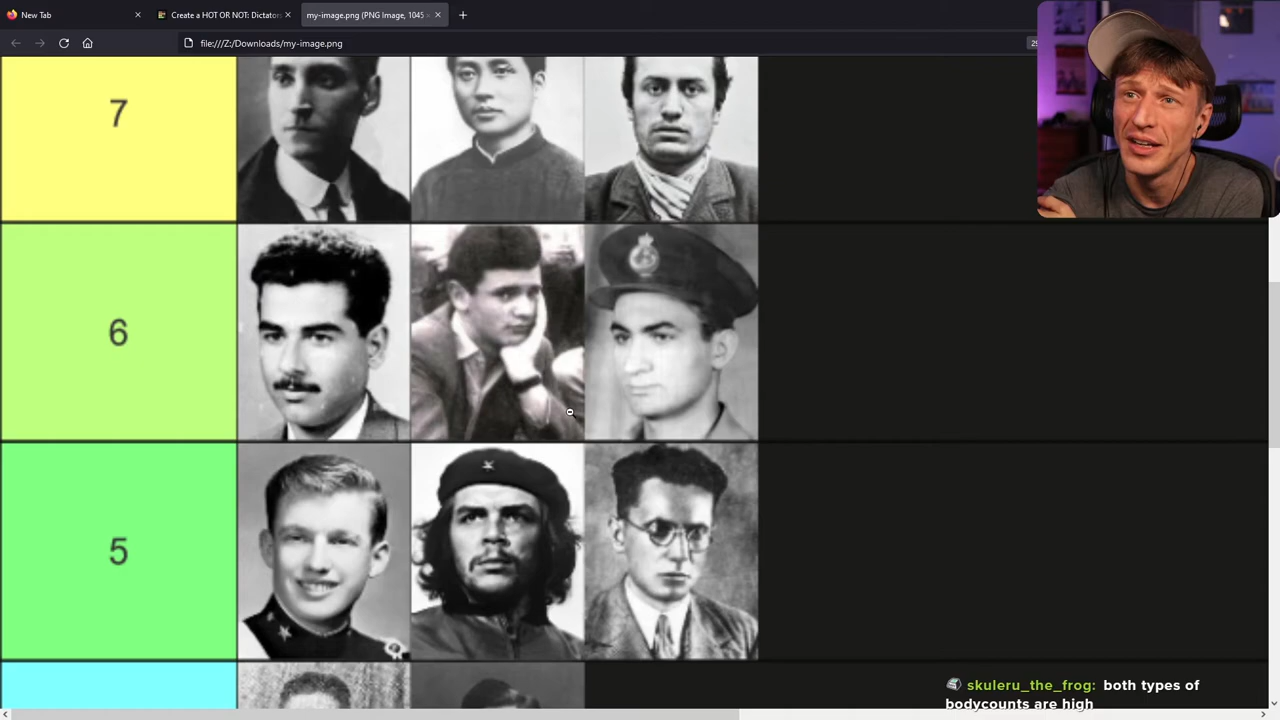 New Tab
Create a HOT OR NOT: Dictator
my-image.png (PNG Image, 1045 ×
file:///Z:/Downloads/my-image.png
7
6
5
skuleru_the_frog: both types of
bodycounts are high